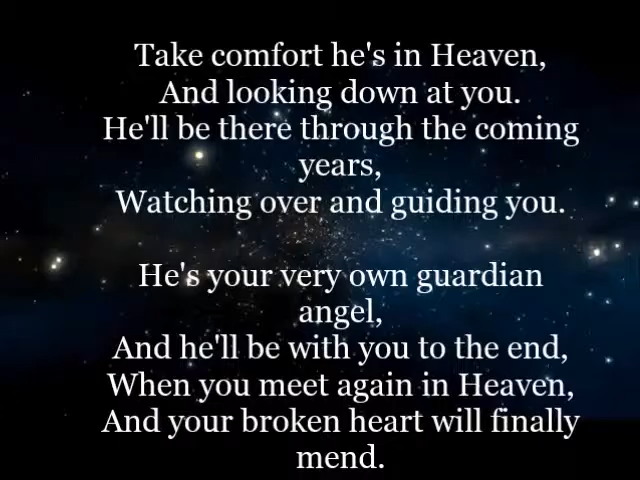 Take comfort he's in Heaven,
And looking down at you.
He'll be there through the coming
years,
Watching over and guiding you.
He's your very own guardian
angel,
And he'll be with you to the end,
When you meet again in Heaven,
And your broken heart will finally
mend.